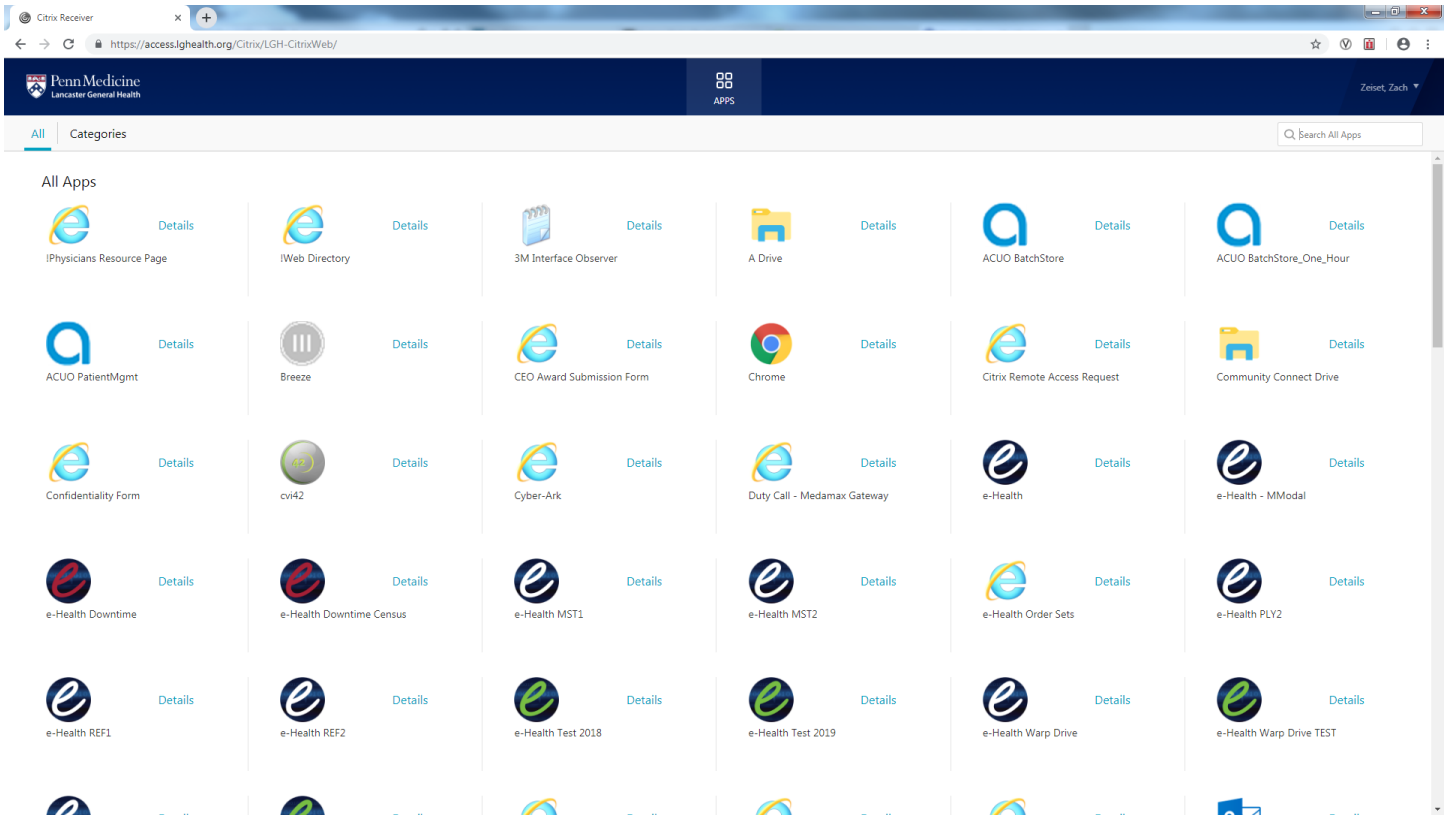 Citrix Receiver
https://access.lghealth.org/Citrix/LGH-CitrixWeb/
Penn Medicine
Lancaster General Health
APPS
Zeiset, Zach
All Categories
Search All Apps
All Apps
Details Details Details Details Details Details
!Physicians Resource Page !Web Directory 3M Interface Observer A Drive ACUO BatchStore ACUO BatchStore_One_Hour
Details Details Details Details Details Details
ACUO PatientMgmt Breeze CEO Award Submission Form Chrome Citrix Remote Access Request Community Connect Drive
Details Details Details Details Details Details
Confidentiality Form cvi42 Cyber-Ark Duty Call - Medamax Gateway e-Health e-Health - MModal
Details Details Details Details Details Details
e-Health Downtime e-Health Downtime Census e-Health MST1 e-Health MST2 e-Health Order Sets e-Health PLY2
Details Details Details Details Details Details
e-Health REF1 e-Health REF2 e-Health Test 2018 e-Health Test 2019 e-Health Warp Drive e-Health Warp Drive TEST